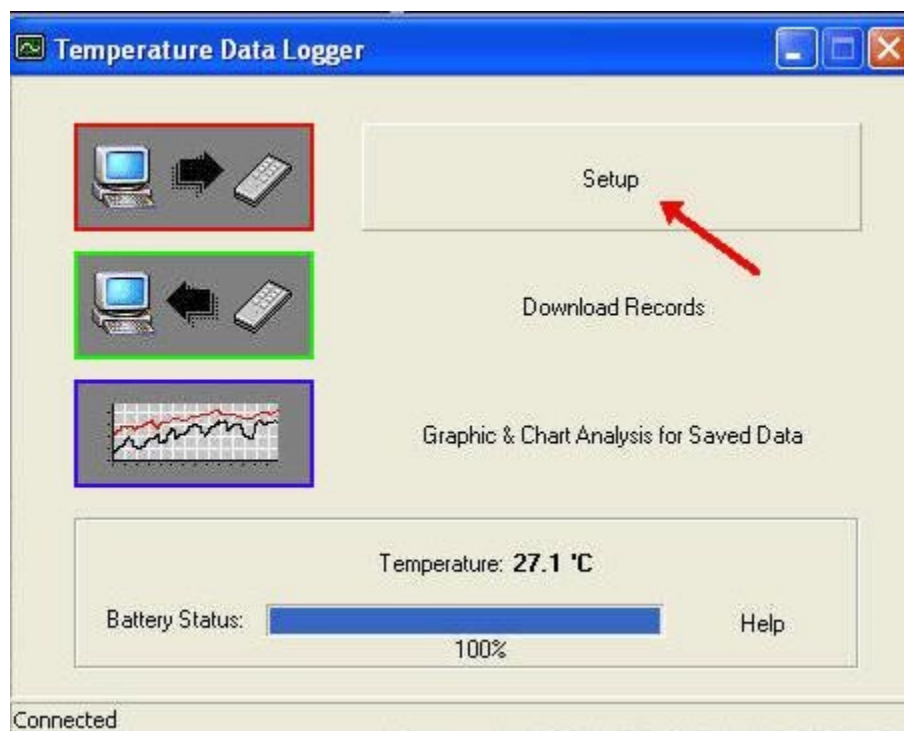 Temperature Data Logger
Setup
Download Records
Graphic & Chart Analysis for Saved Data
Temperature: 27.1 'C
Battery Status:
Help
100%
Connected